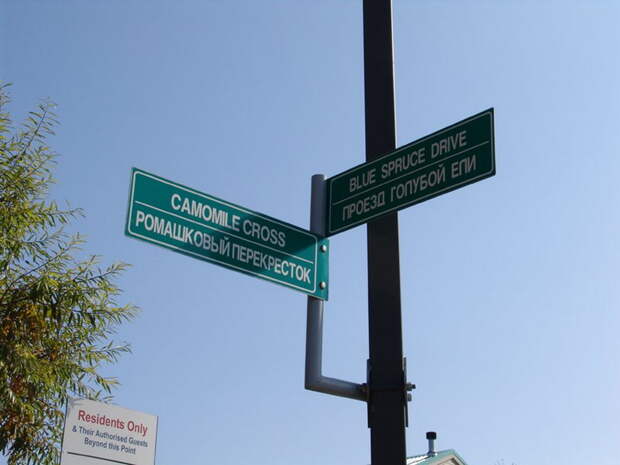 CAMOMILE CROSS
РОМАШКОВЫЙ ПЕРЕКРЕСТОК
BLUE SPRUCE DRIVE
ПРОЕЗД ГОЛУБОЙ ЕЛИ
Residents Only
& Their Authorised Guests
Beyond this Point